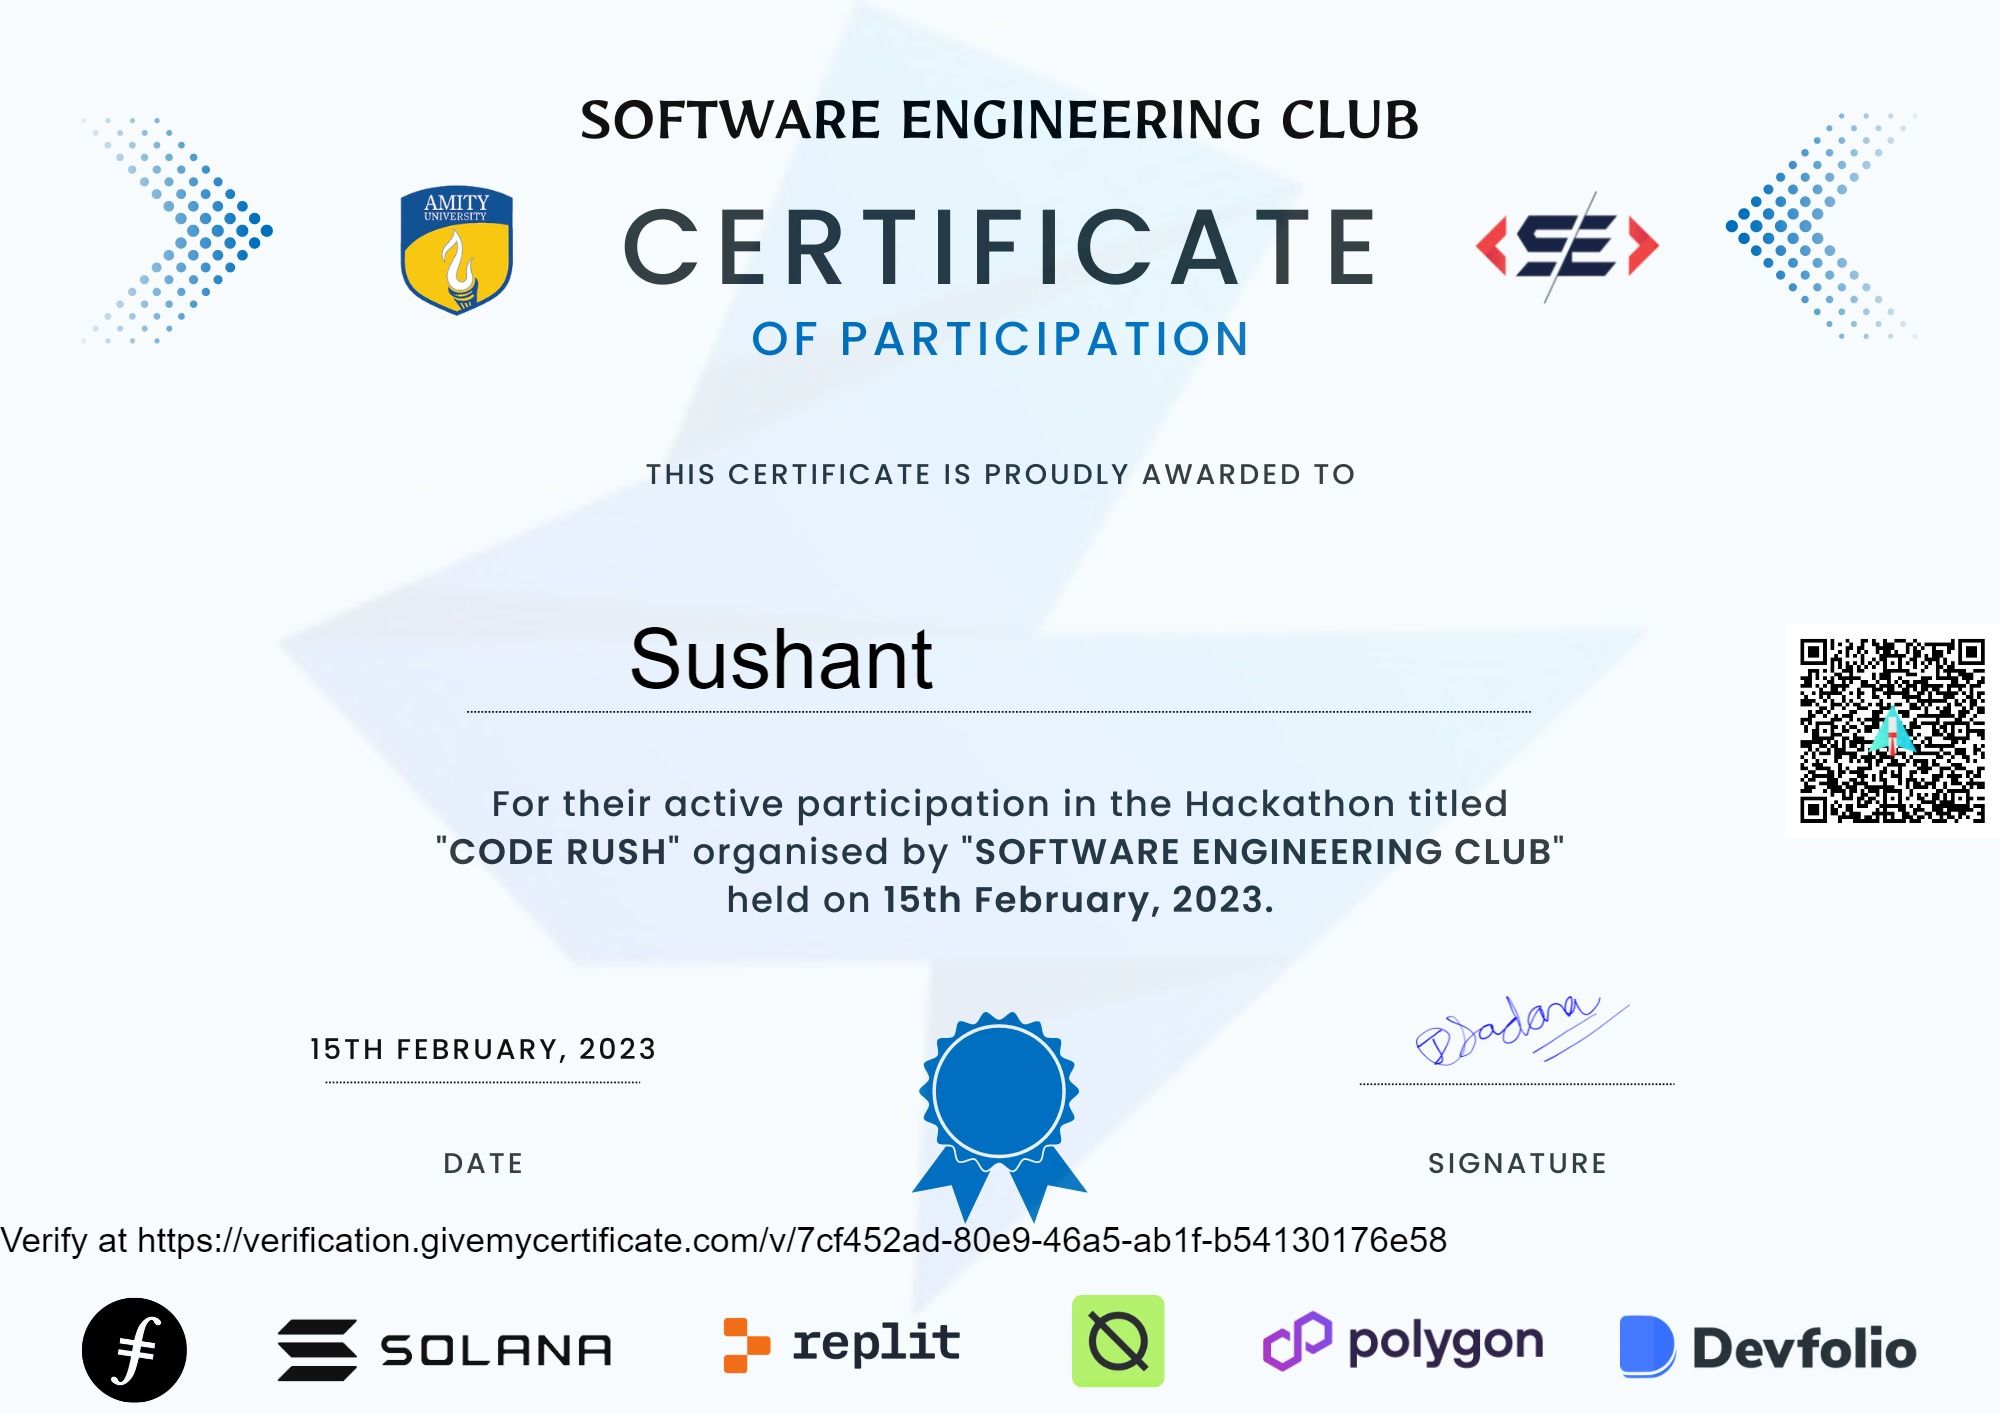 SOFTWARE ENGINEERING CLUB
AMITY
UNIVERSITY
CERTIFICATE
SE
OF PARTICIPATION
THIS CERTIFICATE IS PROUDLY AWARDED TO
Sushant
For their active participation in the Hackathon titled
"CODE RUSH" organised by "SOFTWARE ENGINEERING CLUB"
held on 15th February, 2023.
15TH FEBRUARY, 2023
DATE
SIGNATURE
Verify at https://verification.givemycertificate.com/v/7cf452ad-80e9-46a5-ab1f-b54130176e58
SOLANA
replit
polygon
Devfolio